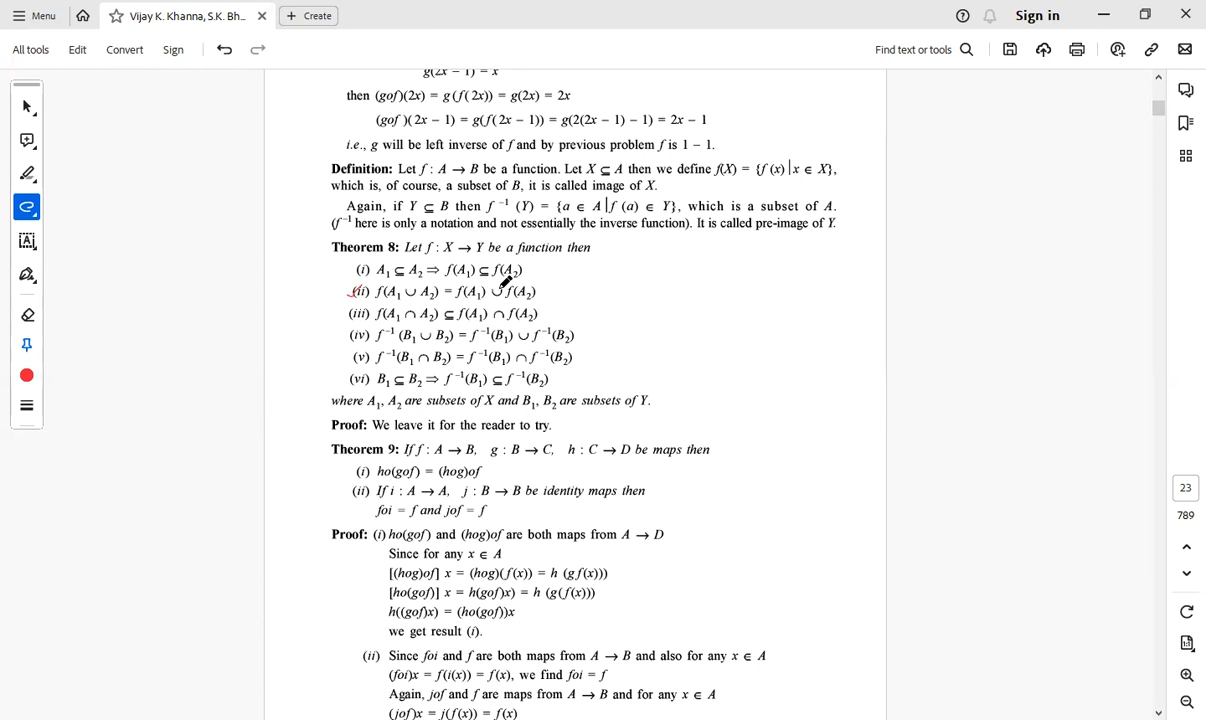 Menu
Vijay K. Khanna, S.K. Bh...
Create
Sign in
All tools
Edit
Convert
Sign
Find text or tools
g(2x − 1) = x
then (gof)(2x) = g(f(2x)) = g(2x) = 2x
(gof)(2x − 1) = g(f(2x − 1)) = g(2(2x − 1) − 1) = 2x − 1
i.e., g will be left inverse of f and by previous problem f is 1 − 1.
Definition: Let f : A → B be a function. Let X ⊆ A then we define f(X) = {f(x) | x ∈ X},
which is, of course, a subset of B, it is called image of X.
Again, if Y ⊆ B then f⁻¹(Y) = {a ∈ A | f(a) ∈ Y}, which is a subset of A.
(f⁻¹ here is only a notation and not essentially the inverse function). It is called pre-image of Y.
Theorem 8: Let f : X → Y be a function then
(i) A₁ ⊆ A₂ ⇒ f(A₁) ⊆ f(A₂)
(ii) f(A₁ ∪ A₂) = f(A₁) ∪ f(A₂)
(iii) f(A₁ ∩ A₂) ⊆ f(A₁) ∩ f(A₂)
(iv) f⁻¹(B₁ ∪ B₂) = f⁻¹(B₁) ∪ f⁻¹(B₂)
(v) f⁻¹(B₁ ∩ B₂) = f⁻¹(B₁) ∩ f⁻¹(B₂)
(vi) B₁ ⊆ B₂ ⇒ f⁻¹(B₁) ⊆ f⁻¹(B₂)
where A₁, A₂ are subsets of X and B₁, B₂ are subsets of Y.
Proof: We leave it for the reader to try.
Theorem 9: If f : A → B, g : B → C, h : C → D be maps then
(i) ho(gof) = (hog)of
(ii) If i : A → A, j : B → B be identity maps then
foi = f and jof = f
Proof: (i) ho(gof) and (hog)of are both maps from A → D
Since for any x ∈ A
[(hog)of] x = (hog)(f(x)) = h (gf(x)))
[ho(gof)] x = h(gof)x) = h (g(f(x)))
h((gof)x) = (ho(gof))x
we get result (i).
(ii) Since foi and f are both maps from A → B and also for any x ∈ A
(foi)x = f(i(x)) = f(x), we find foi = f
Again, jof and f are maps from A → B and for any x ∈ A
(jof)x = j(f(x)) = f(x)
23
789